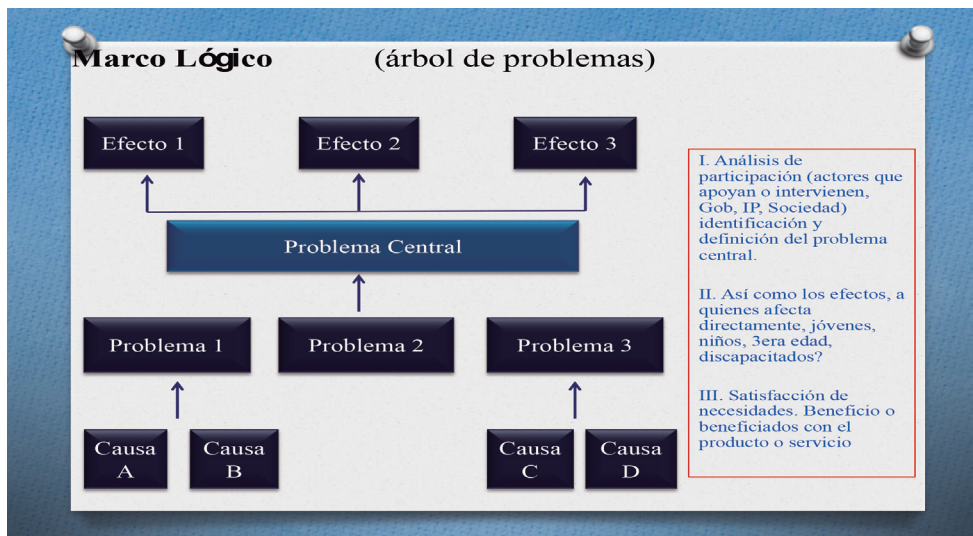 Marco Lógico (árbol de problemas)
Efecto 1 Efecto 2 Efecto 3
Problema Central
Problema 1 Problema 2 Problema 3
Causa A Causa B Causa C Causa D
I. Análisis de
participación (actores que
apoyan o intervienen,
Gob, IP, Sociedad)
identificación y
definición del problema
central.
II. Así como los efectos, a
quienes afecta
directamente, jóvenes,
niños, 3era edad,
discapacitados?
III. Satisfacción de
necesidades. Beneficio o
beneficiados con el
producto o servicio